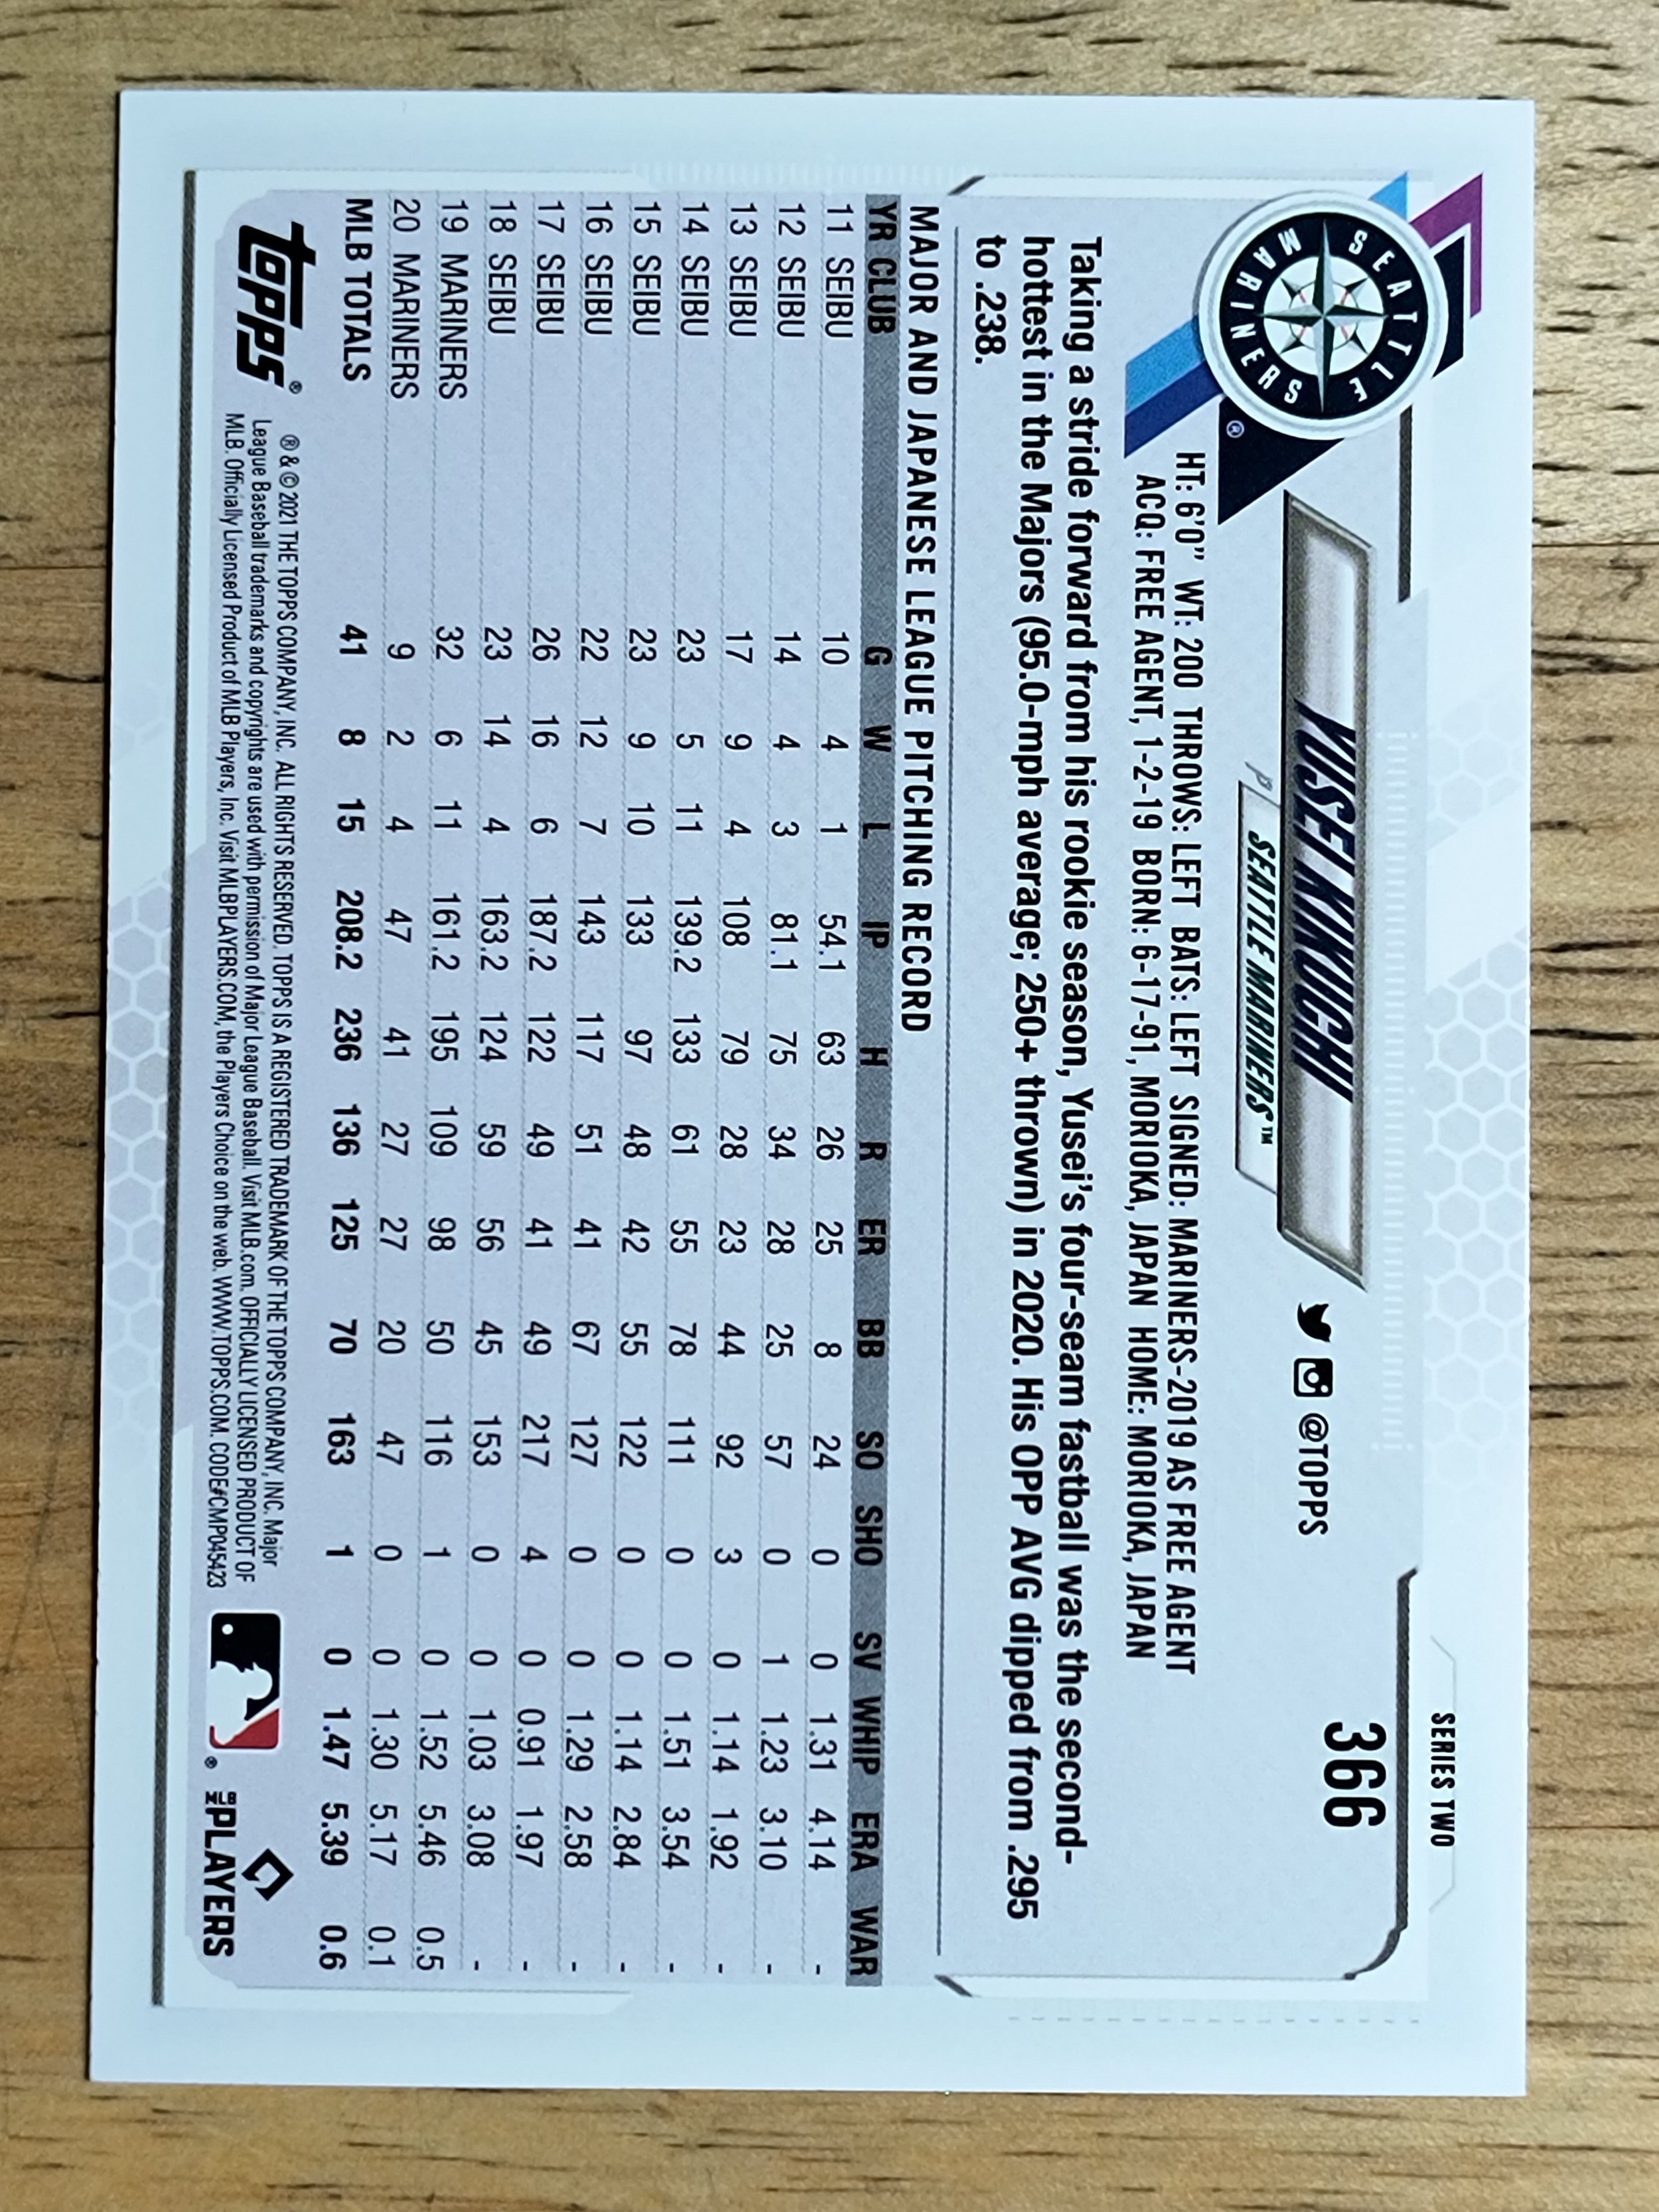 SERIES TWO
366
YUSEI KIKUCHI
@TOPPS
P SEATTLE MARINERS™
SEATTLE MARINERS ®
HT: 6'0" WT: 200 THROWS: LEFT BATS: LEFT SIGNED: MARINERS-2019 AS FREE AGENT
ACQ: FREE AGENT, 1-2-19 BORN: 6-17-91, MORIOKA, JAPAN HOME: MORIOKA, JAPAN
Taking a stride forward from his rookie season, Yusei's four-seam fastball was the second-
hottest in the Majors (95.0-mph average; 250+ thrown) in 2020. His OPP AVG dipped from .295
to .238.
MAJOR AND JAPANESE LEAGUE PITCHING RECORD
YR CLUB G W L IP H R ER BB SO SHO SV WHIP ERA WAR
11 SEIBU 10 4 1 54.1 63 26 25 8 24 0 0 1.31 4.14 -
12 SEIBU 14 4 3 81.1 75 34 28 25 57 0 1 1.23 3.10 -
13 SEIBU 17 9 4 108 79 28 23 44 92 3 0 1.14 1.92 -
14 SEIBU 23 5 11 139.2 133 61 55 78 111 0 0 1.51 3.54 -
15 SEIBU 23 9 10 133 97 48 42 55 122 0 0 1.14 2.84 -
16 SEIBU 22 12 7 143 117 51 41 67 127 0 0 1.29 2.58 -
17 SEIBU 26 16 6 187.2 122 49 41 49 217 4 0 0.91 1.97 -
18 SEIBU 23 14 4 163.2 124 59 56 45 153 0 0 1.03 3.08 -
19 MARINERS 32 6 11 161.2 195 109 98 50 116 1 0 1.52 5.46 0.5
20 MARINERS 9 2 4 47 41 27 27 20 47 0 0 1.30 5.17 0.1
MLB TOTALS 41 8 15 208.2 236 136 125 70 163 1 0 1.47 5.39 0.6
topps®
® & © 2021 THE TOPPS COMPANY, INC. ALL RIGHTS RESERVED. TOPPS IS A REGISTERED TRADEMARK OF THE TOPPS COMPANY, INC. Major
League Baseball trademarks and copyrights are used with permission of Major League Baseball. Visit MLB.com. OFFICIALLY LICENSED PRODUCT OF
MLB. Officially Licensed Product of MLB Players, Inc. Visit MLBPLAYERS.COM, the Players Choice on the web. WWW.TOPPS.COM. CODE#CMP045423
®
MLB PLAYERS